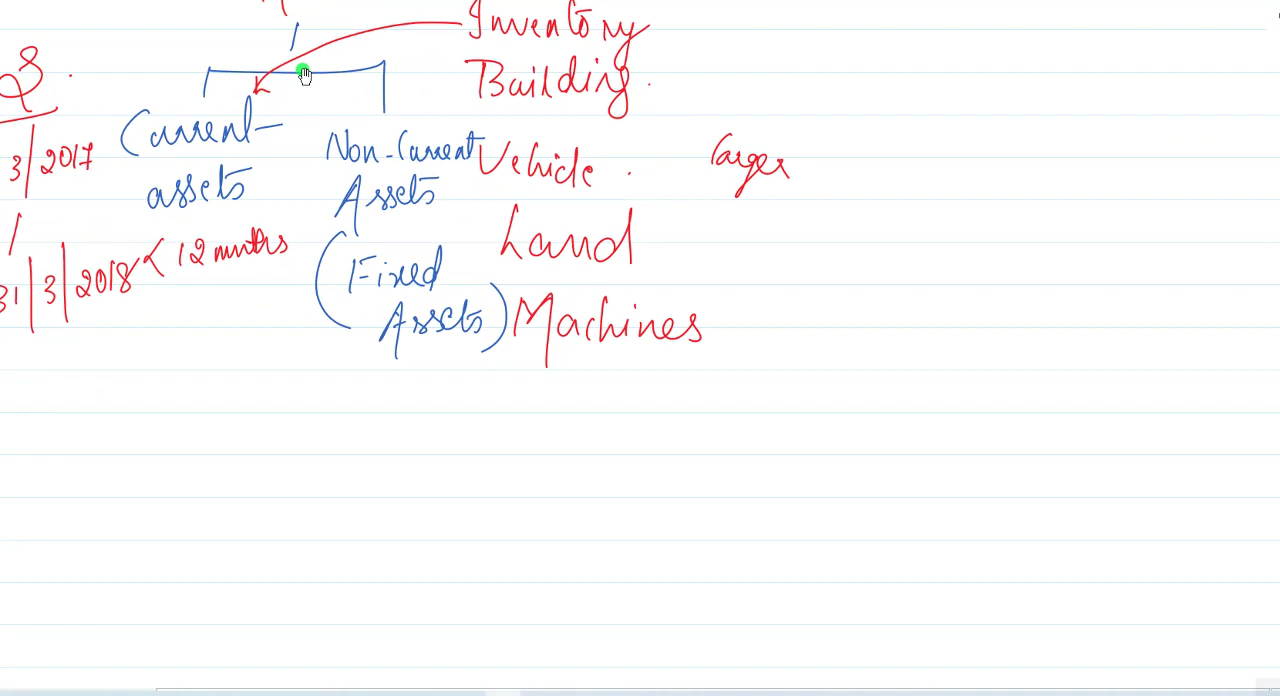 Inventory
Building.
Current
assets
Non-Current
Assets
(Fixed
Assets)
Vehicle.
Land
Machines
larger
3/2017
31/3/2018 < 12 months